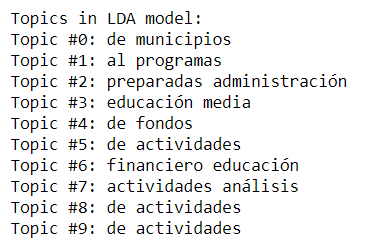 Topics in LDA model:
Topic #0: de municipios
Topic #1: al programas
Topic #2: preparadas administración
Topic #3: educación media
Topic #4: de fondos
Topic #5: de actividades
Topic #6: financiero educación
Topic #7: actividades análisis
Topic #8: de actividades
Topic #9: de actividades